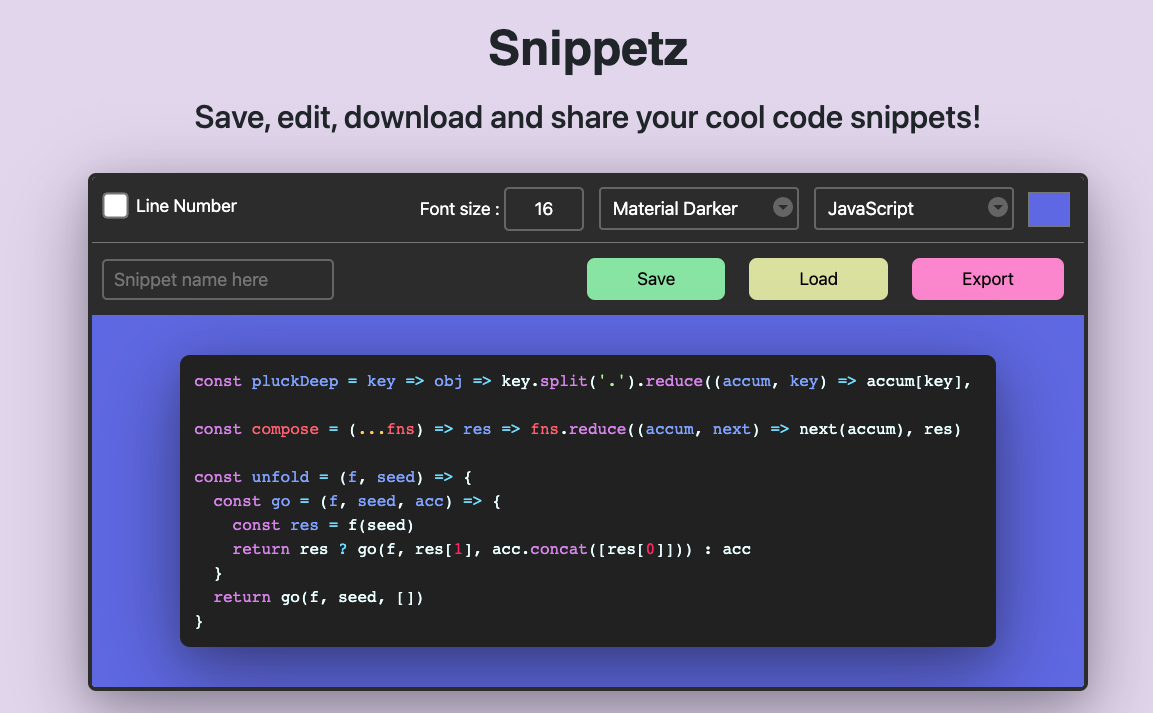 Snippetz
Save, edit, download and share your cool code snippets!
Line Number
Font size :
16
Material Darker
JavaScript
Snippet name here
Save
Load
Export
const pluckDeep = key => obj => key.split('.').reduce((accum, key) => accum[key],
const compose = (...fns) => res => fns.reduce((accum, next) => next(accum), res)
const unfold = (f, seed) => {
  const go = (f, seed, acc) => {
    const res = f(seed)
    return res ? go(f, res[1], acc.concat([res[0]])) : acc
  }
  return go(f, seed, [])
}